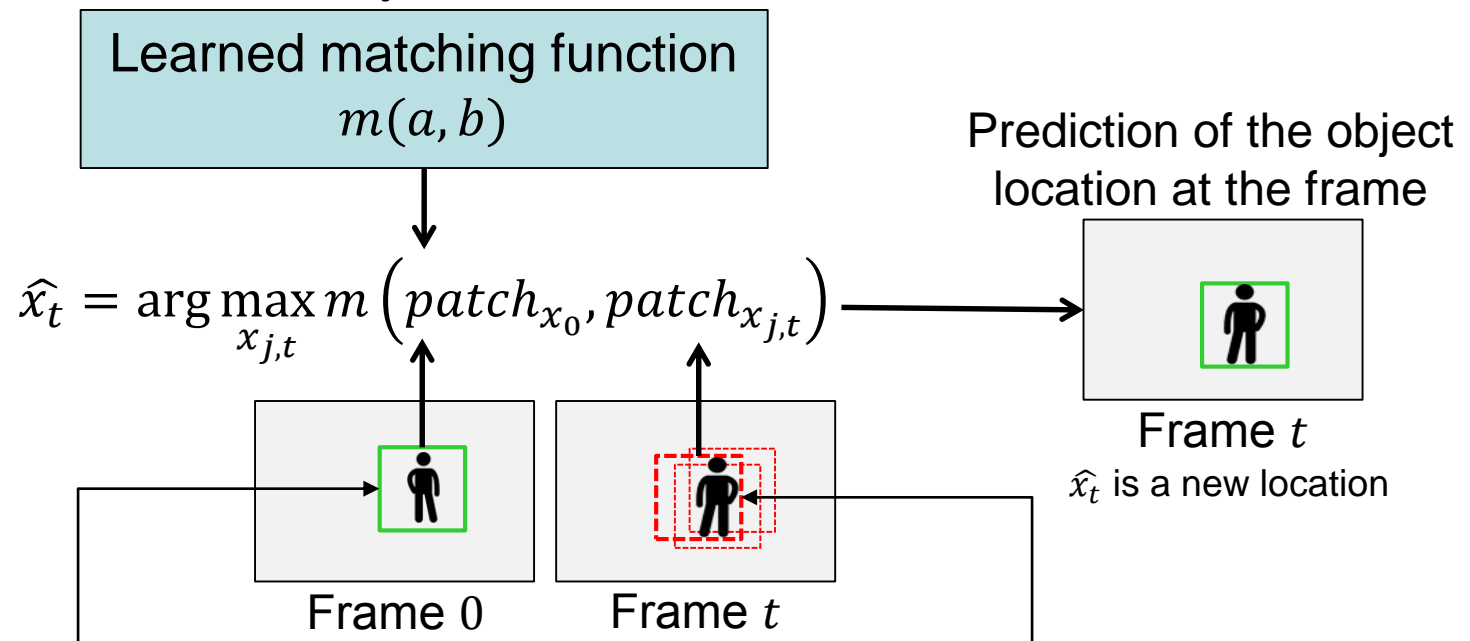 Learned matching function
m(a, b)
Prediction of the object
location at the frame
x̂_t = arg max_{x_{j,t}} m(patch_{x_0}, patch_{x_{j,t}})
Frame t
x̂_t is a new location
Frame 0
Frame t